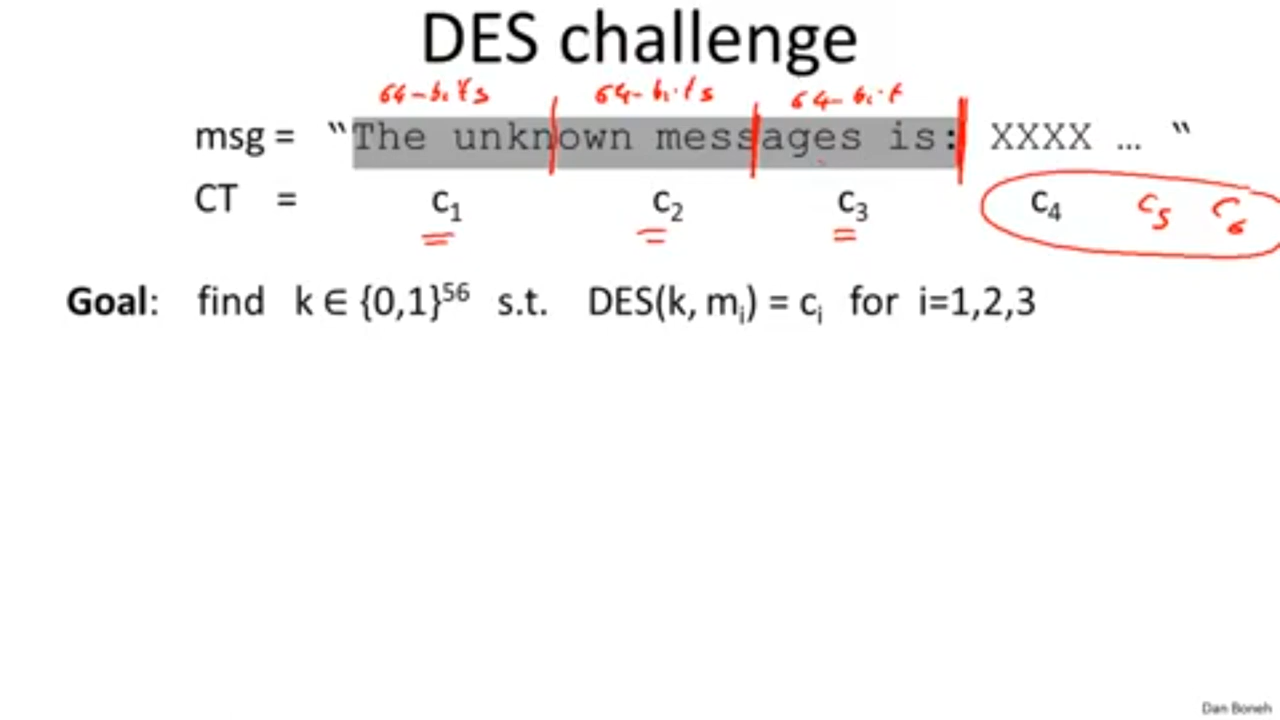 DES challenge
64-bits 64-bits 64-bit
msg = "The unknown messages is: XXXX ... "
CT = c₁ c₂ c₃ c₄ c₅ c₆
Goal: find k ∈ {0,1}⁵⁶ s.t. DES(k, mᵢ) = cᵢ for i=1,2,3
Dan Boneh